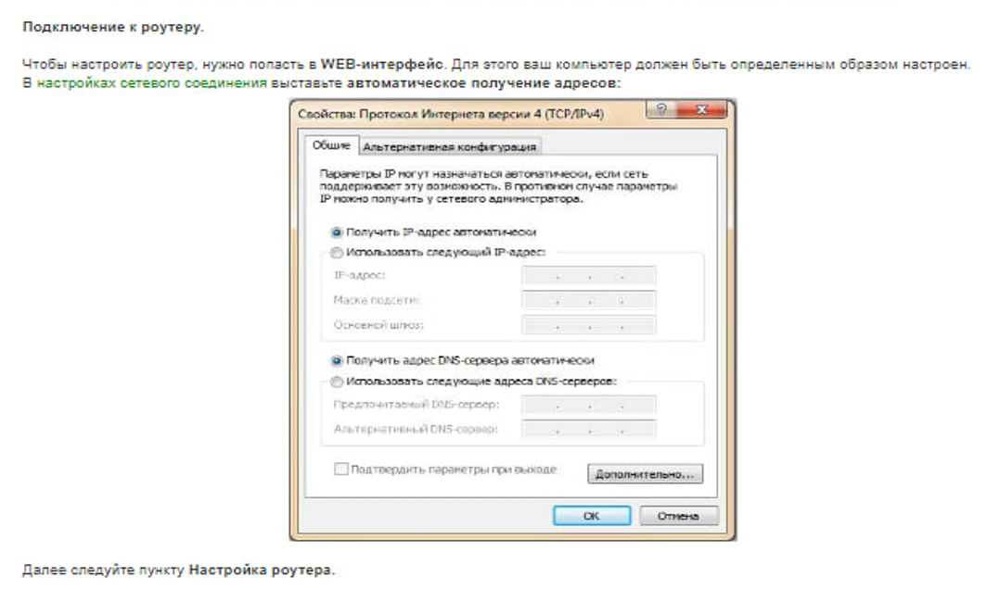 Подключение к роутеру.
Чтобы настроить роутер, нужно попасть в WEB-интерфейс. Для этого ваш компьютер должен быть определенным образом настроен.
В настройках сетевого соединения выставьте автоматическое получение адресов:
Свойства: Протокол Интернета версии 4 (TCP/IPv4)
Общие Альтернативная конфигурация
Параметры IP могут назначаться автоматически, если сеть
поддерживает эту возможность. В противном случае параметры
IP можно получить у сетевого администратора.
Получить IP-адрес автоматически
Использовать следующий IP-адрес:
IP-адрес:
Маска подсети:
Основной шлюз:
Получить адрес DNS-сервера автоматически
Использовать следующие адреса DNS-серверов:
Предпочитаемый DNS-сервер:
Альтернативный DNS-сервер:
Подтвердить параметры при выходе
Дополнительно...
OK Отмена
Далее следуйте пункту Настройка роутера.